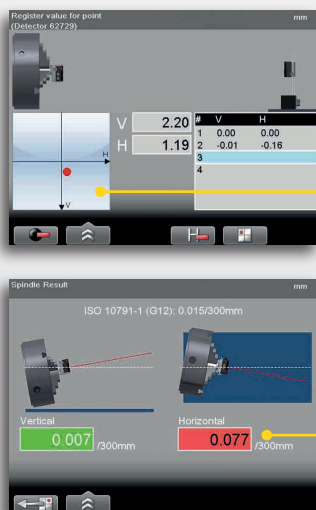 Register value for point mm
(Detector 62729)
V 2.20
H 1.19
# V H
1 0.00 0.00
2 -0.01 -0.16
3
4
H
V
Spindle Result mm
ISO 10791-1 (G12): 0.015/300mm
Vertical Horizontal
0.007 /300mm 0.077 /300mm